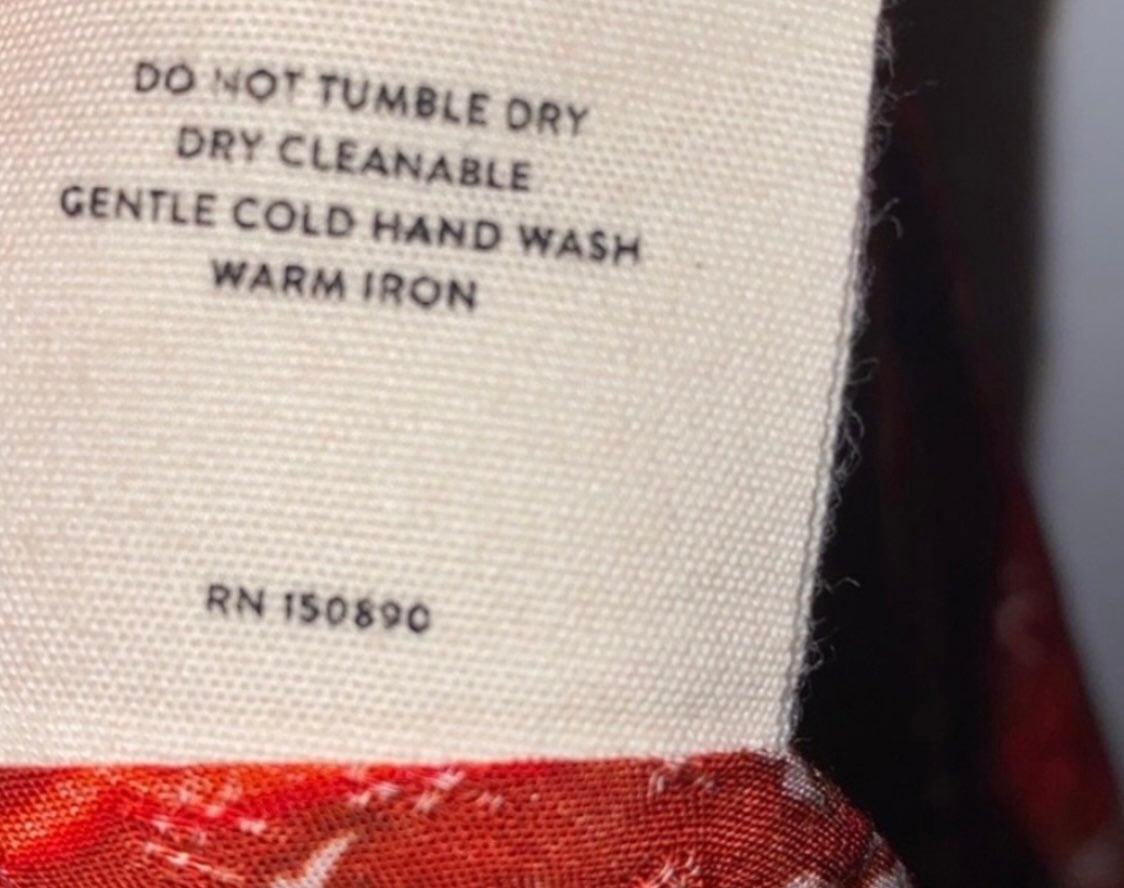 DO NOT TUMBLE DRY
DRY CLEANABLE
GENTLE COLD HAND WASH
WARM IRON
RN 150890